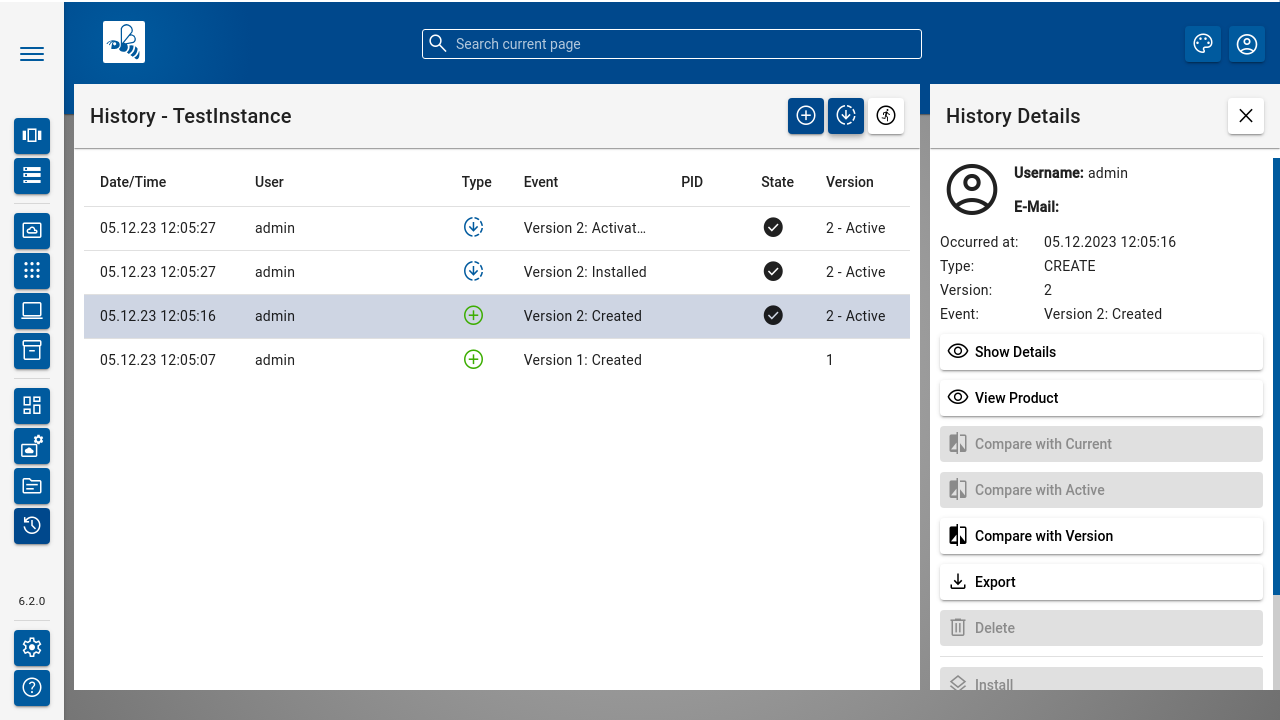 Search current page
History - TestInstance
Date/Time User Type Event PID State Version
05.12.23 12:05:27 admin Version 2: Activat... 2 - Active
05.12.23 12:05:27 admin Version 2: Installed 2 - Active
05.12.23 12:05:16 admin Version 2: Created 2 - Active
05.12.23 12:05:07 admin Version 1: Created 1
History Details
Username: admin
E-Mail:
Occurred at: 05.12.2023 12:05:16
Type: CREATE
Version: 2
Event: Version 2: Created
Show Details
View Product
Compare with Current
Compare with Active
Compare with Version
Export
Delete
Install
6.2.0